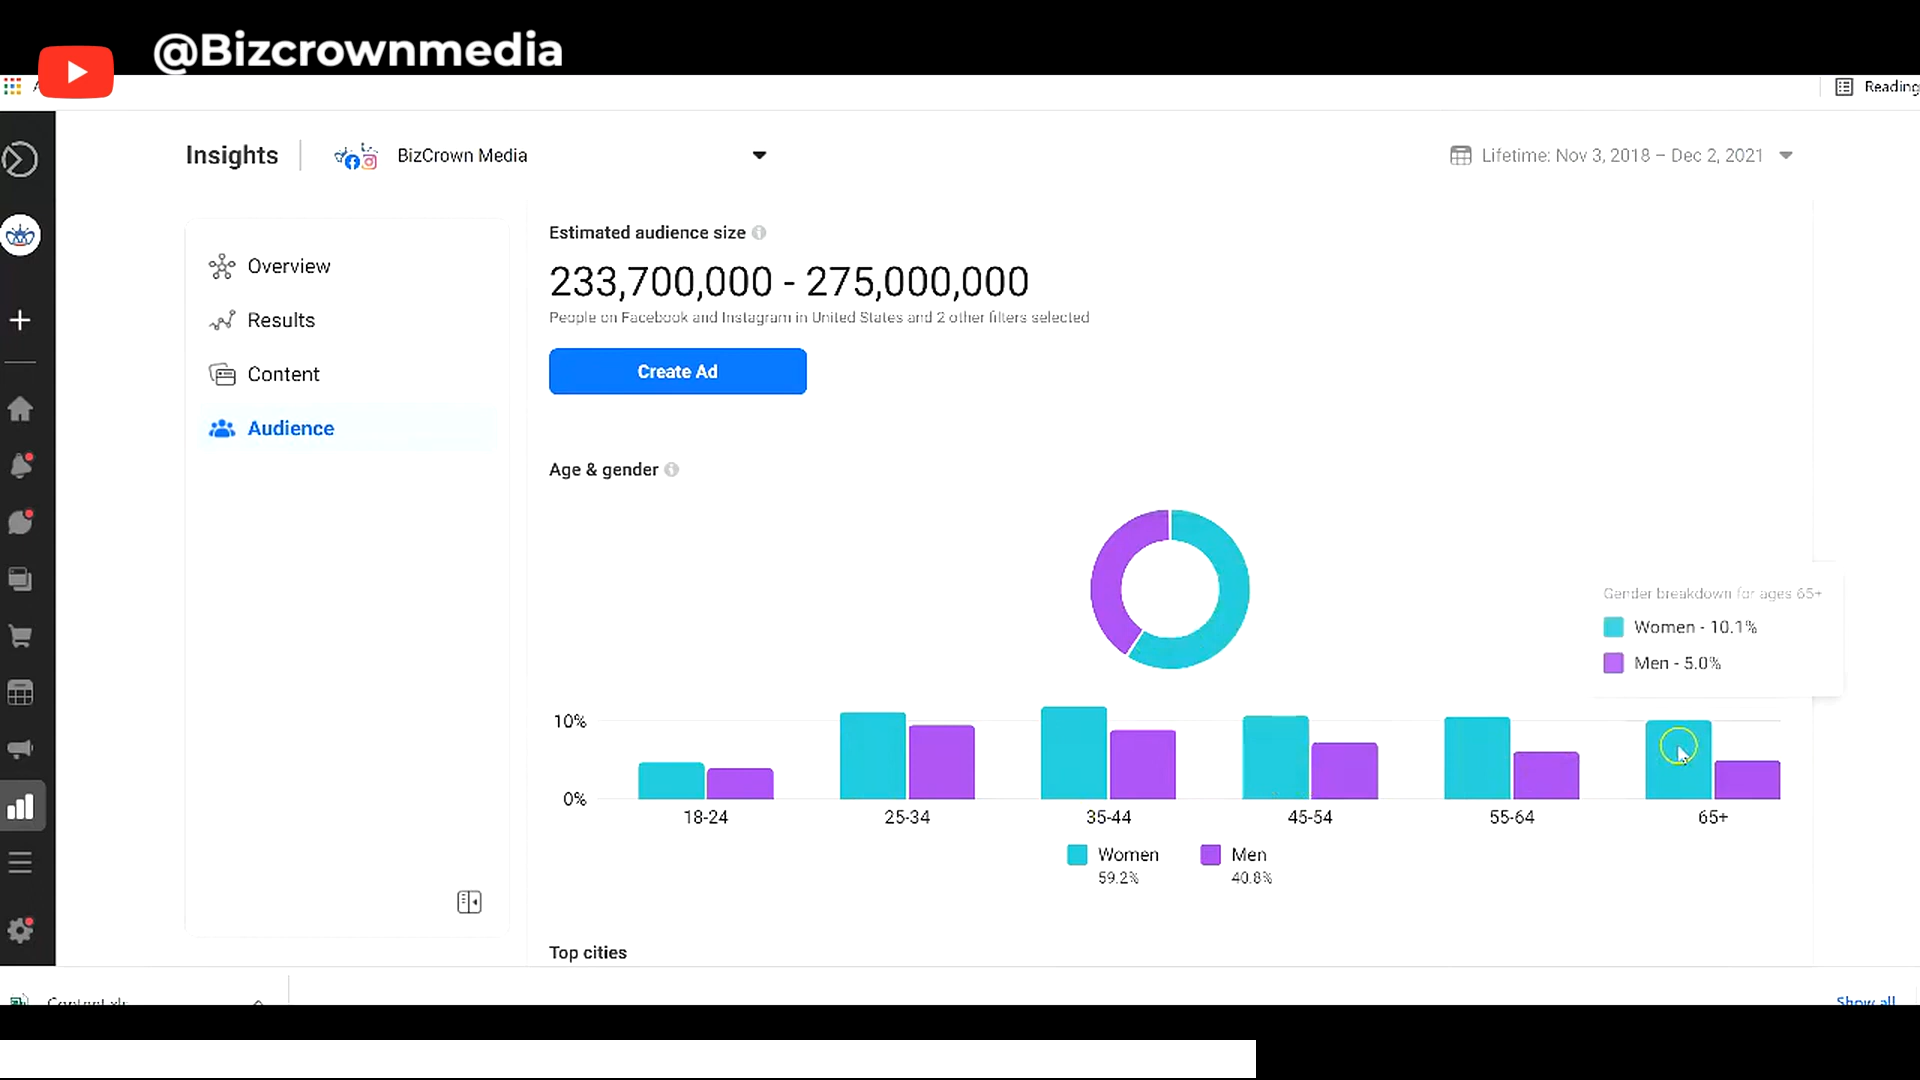 @Bizcrownmedia
Reading
Insights
BizCrown Media
Lifetime: Nov 3, 2018 – Dec 2, 2021
Overview
Results
Content
Audience
Estimated audience size
233,700,000 - 275,000,000
People on Facebook and Instagram in United States and 2 other filters selected
Create Ad
Age & gender
Gender breakdown for ages 65+
Women - 10.1%
Men - 5.0%
10%
0%
18-24
25-34
35-44
45-54
55-64
65+
Women
59.2%
Men
40.8%
Top cities
Show all